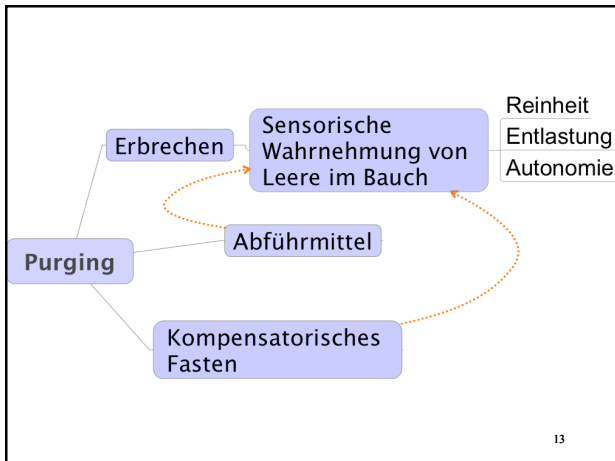 Reinheit
Sensorische
Wahrnehmung von
Leere im Bauch
Erbrechen
Entlastung
Autonomie
Abführmittel
Purging
Kompensatorisches
Fasten
13